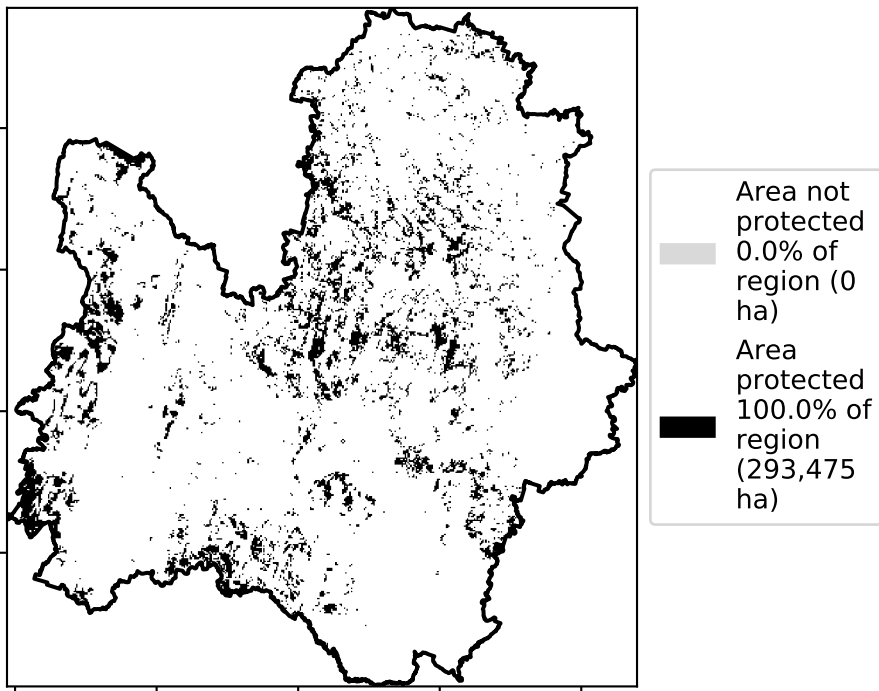 Area not
protected
0.0% of
region (0
ha)
Area
protected
100.0% of
region
(293,475
ha)